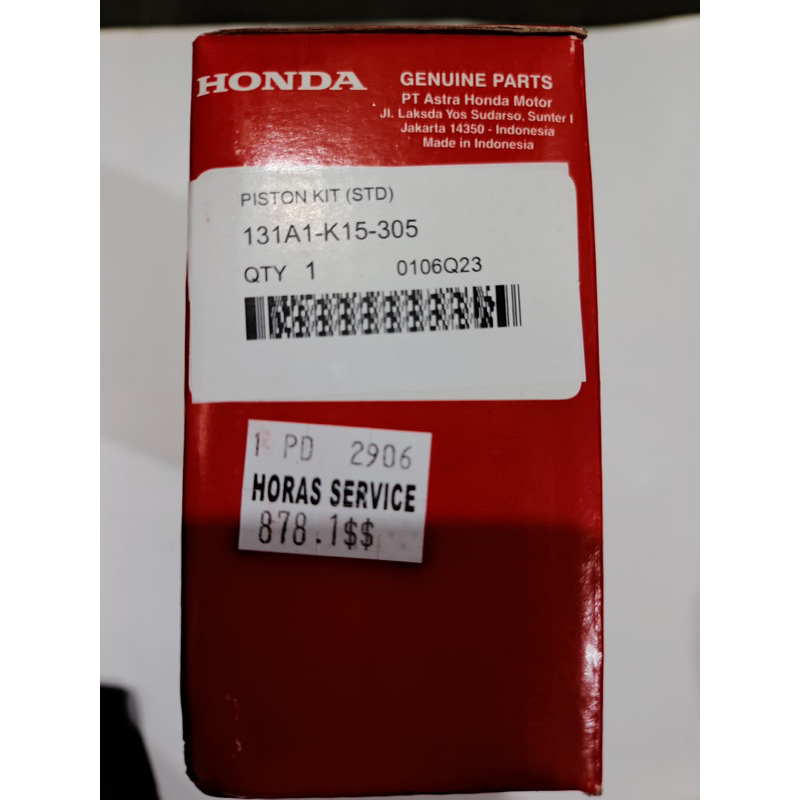 HONDA
GENUINE PARTS
PT Astra Honda Motor
Jl. Laksda Yos Sudarso, Sunter I
Jakarta 14350 - Indonesia
Made in Indonesia
PISTON KIT (STD)
131A1-K15-305
QTY 1 0106Q23
1 PD 2906
HORAS SERVICE
878.1$$